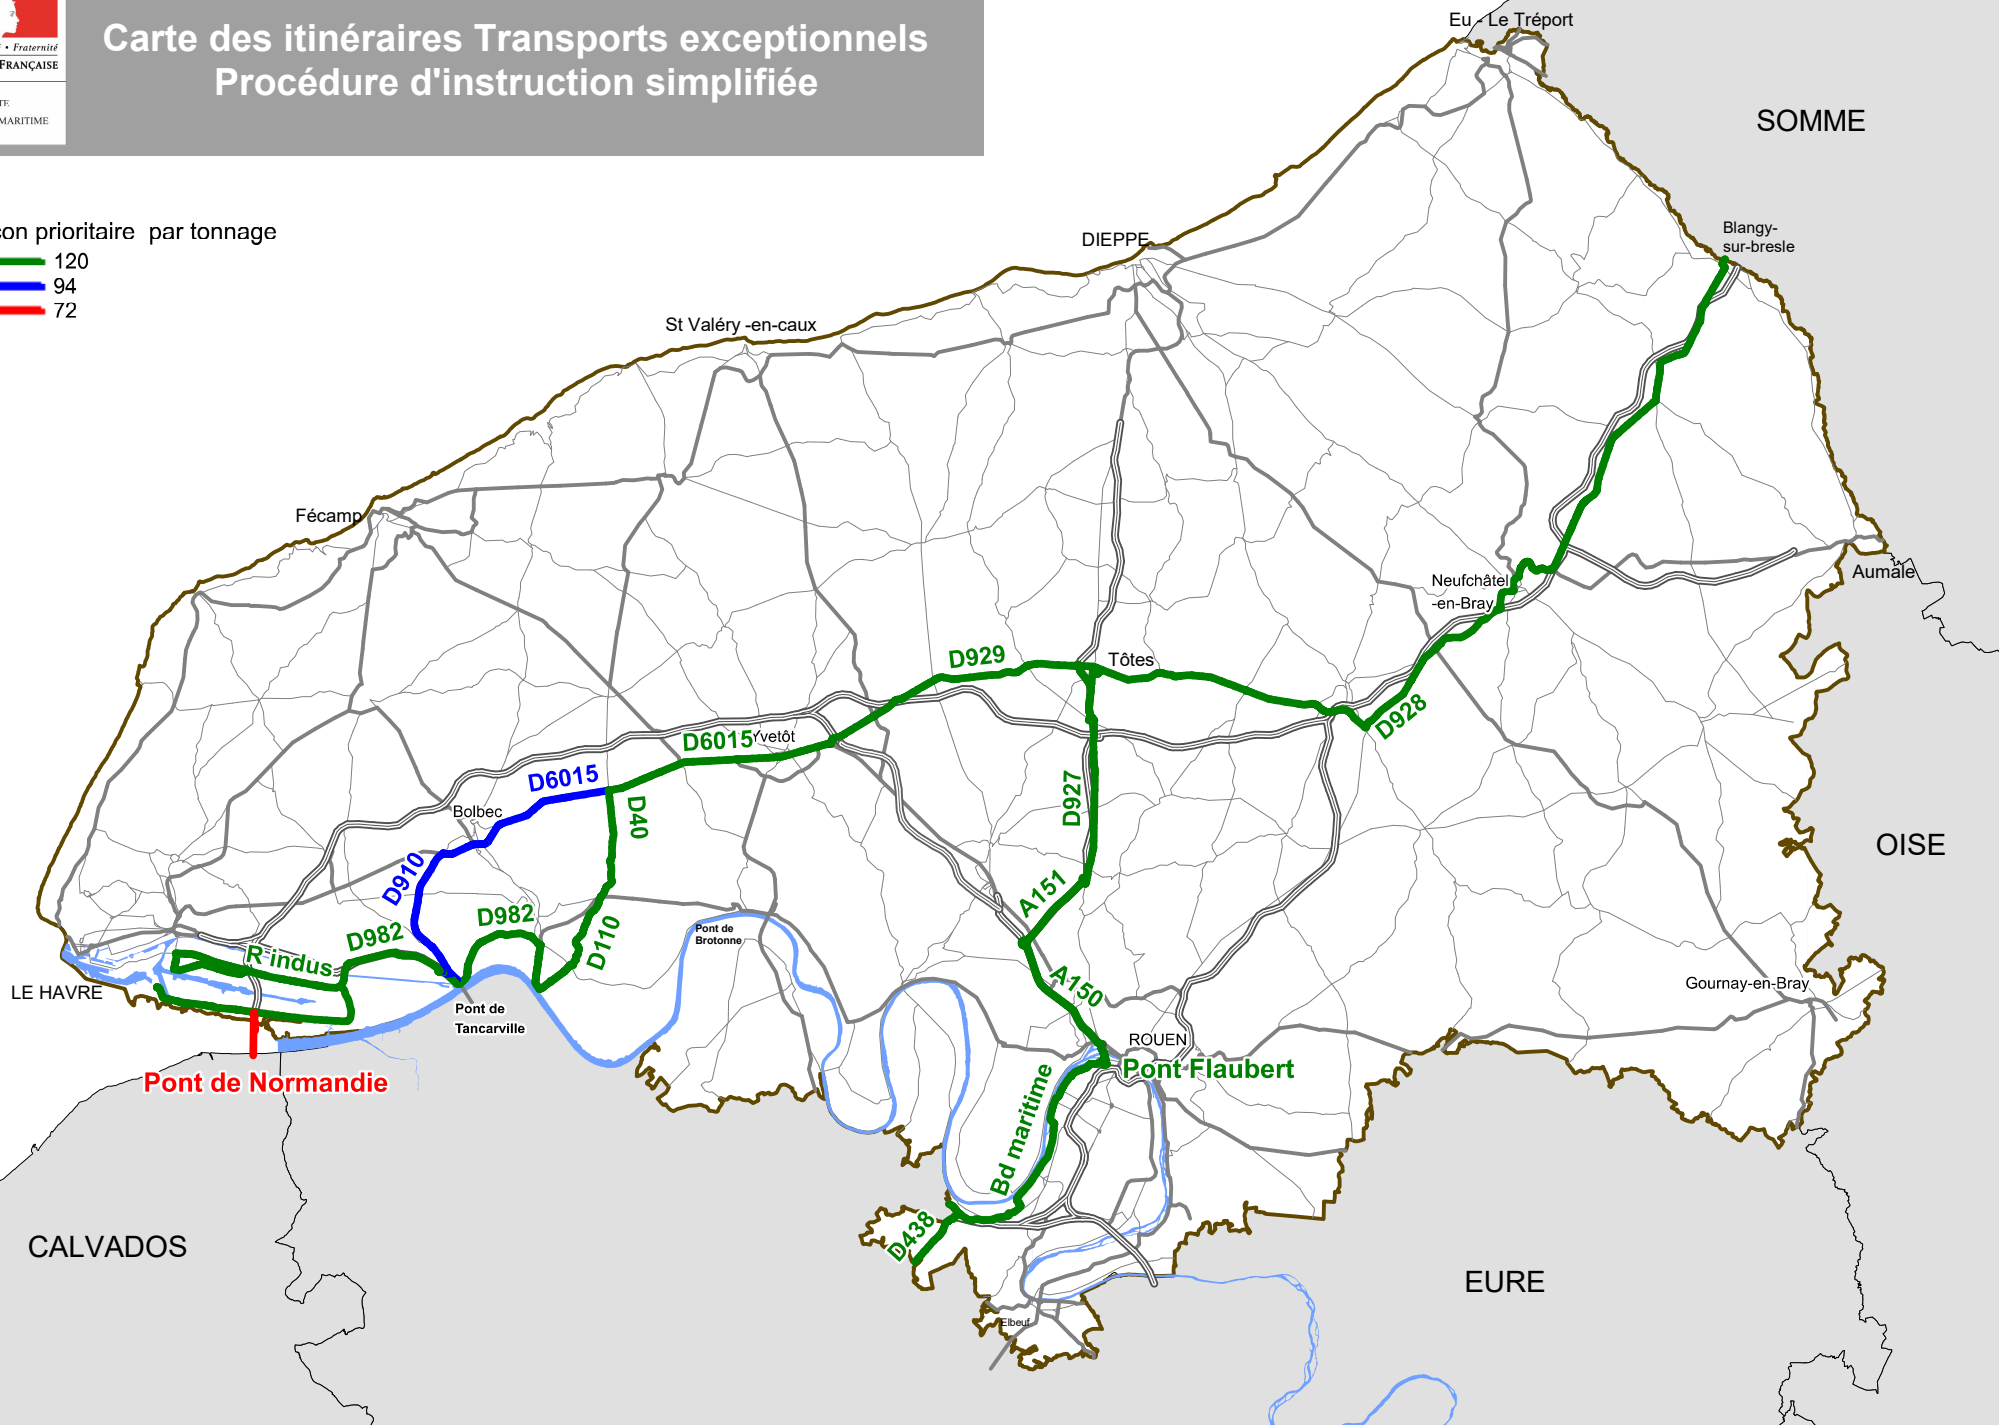 Carte des itinéraires Transports exceptionnels
Procédure d'instruction simplifiée
• Fraternité
FRANÇAISE
MARITIME
prioritaire par tonnage
120
94
72
Eu - Le Tréport
SOMME
Blangy-
sur-bresle
DIEPPE
St Valéry -en-caux
Fécamp
Aumale
Neufchâtel
-en-Bray
D929
Tôtes
D928
D6015
Yvetôt
D6015
D40
D927
Bolbec
OISE
D910
A151
D982
D982
D110
Pont de
Brotonne
R indus
LE HAVRE
A150
Gournay-en-Bray
Pont de
Tancarville
ROUEN
Pont Flaubert
Pont de Normandie
Bd maritime
D438
CALVADOS
EURE
Elbeuf